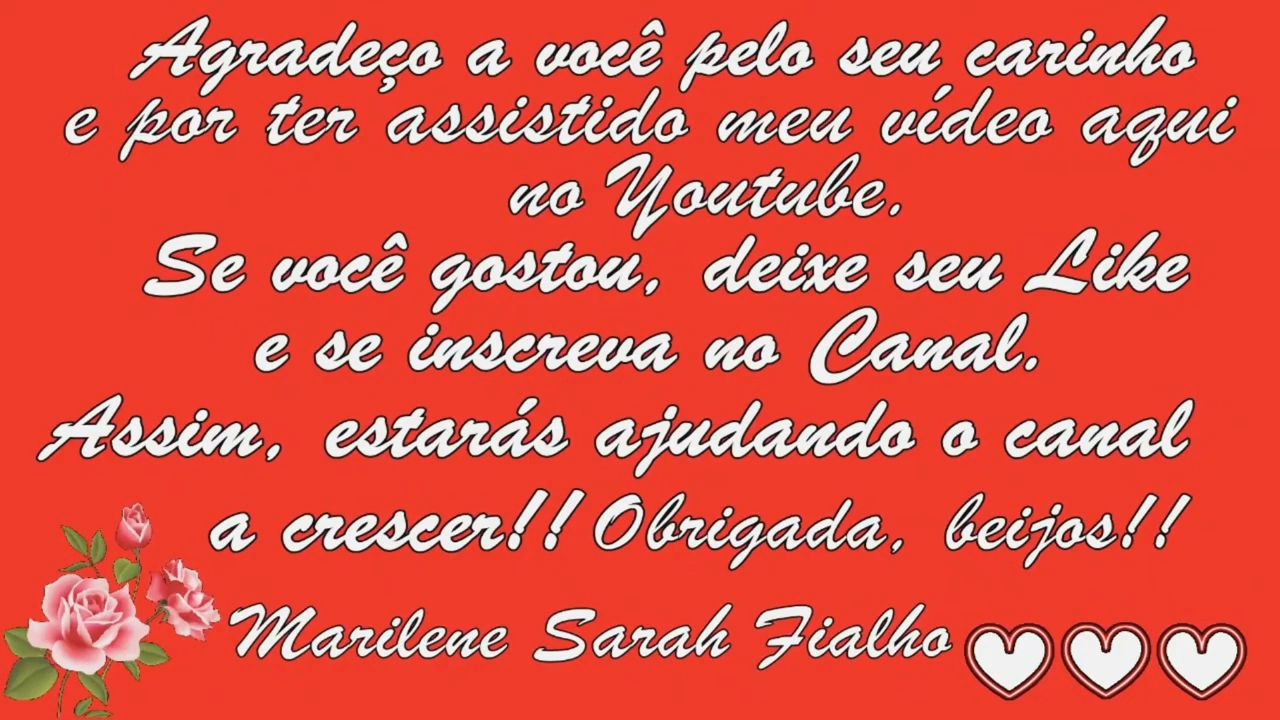 Agradeço a você pelo seu carinho
e por ter assistido meu vídeo aqui
no Youtube.
Se você gostou, deixe seu Like
e se inscreva no Canal.
Assim, estarás ajudando o canal
a crescer!! Obrigada, beijos!!
Marilene Sarah Fialho